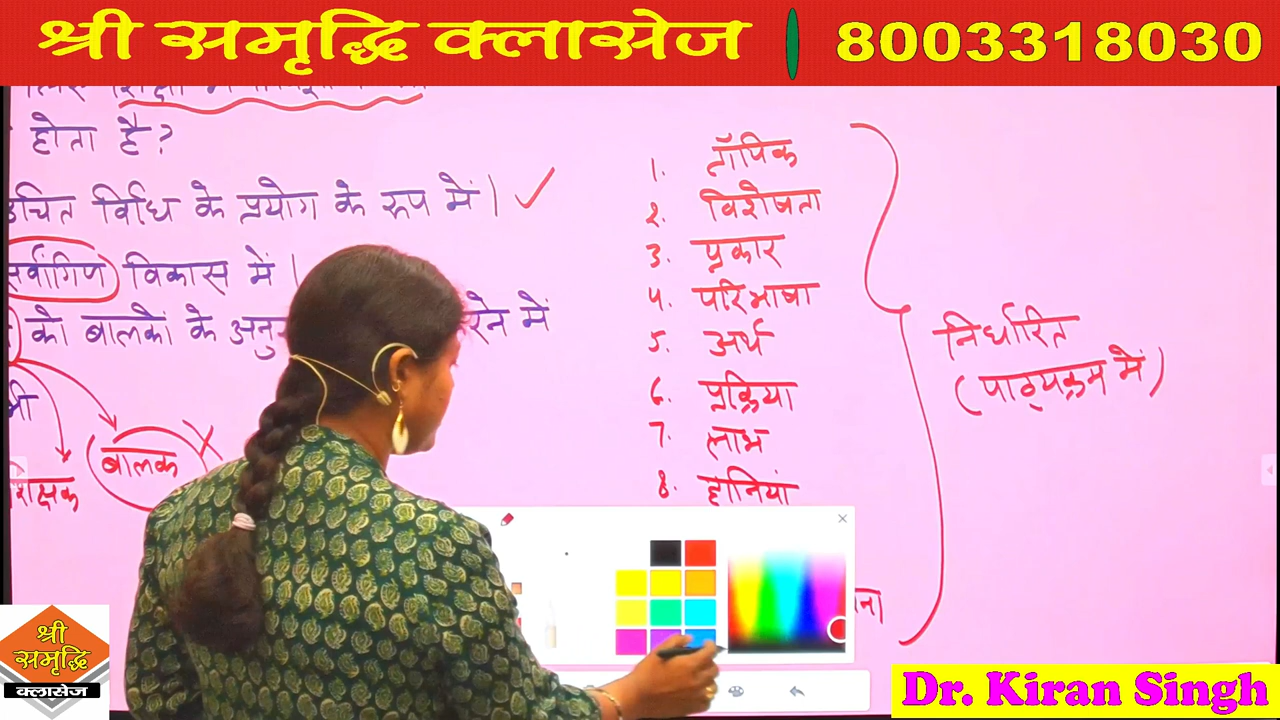 श्री समृद्धि क्लासेज 8003318030
होता है?
उचित विधि के प्रयोग के रूप में। ✓
सर्वांगिण विकास में।
को बालकों के में
बालक
1. टॉपिक
2. विशेषता
3. प्रकार
4. परिभाषा
5. अर्थ
6. प्रक्रिया
7. लाभ
8. हानियां
निर्धारित
(पाठ्यक्रम में)
श्री
समृद्धि
क्लासेज
Dr. Kiran Singh